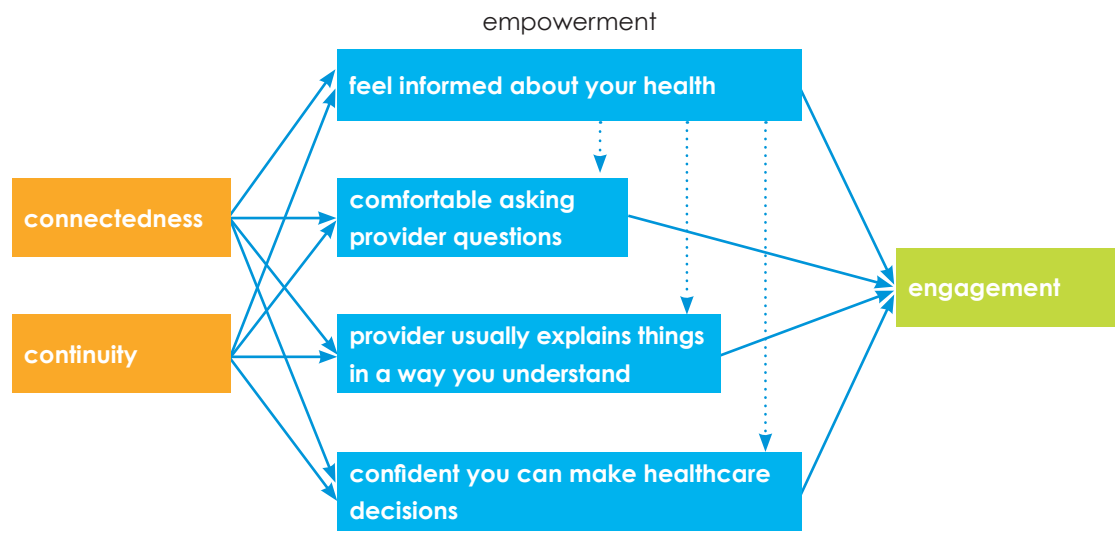 empowerment
feel informed about your health
connectedness
comfortable asking
provider questions
engagement
continuity
provider usually explains things
in a way you understand
confident you can make healthcare
decisions